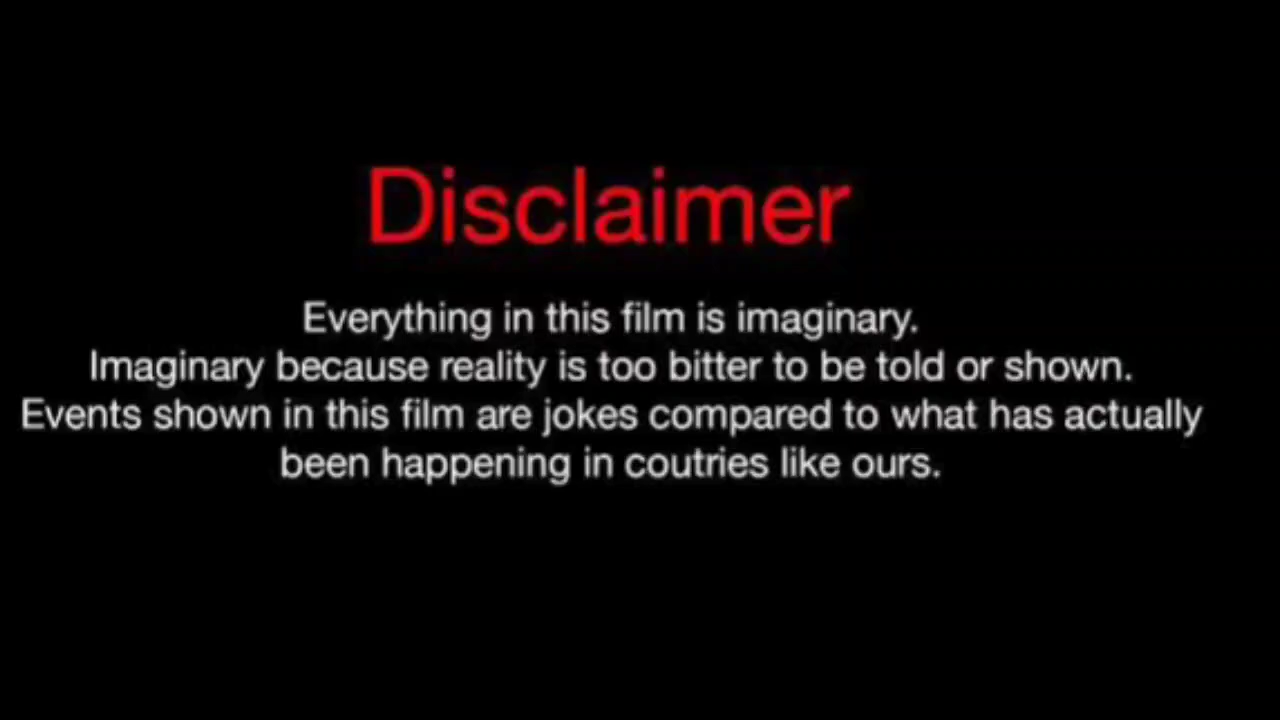 Disclaimer
Everything in this film is imaginary.
Imaginary because reality is too bitter to be told or shown.
Events shown in this film are jokes compared to what has actually
been happening in coutries like ours.